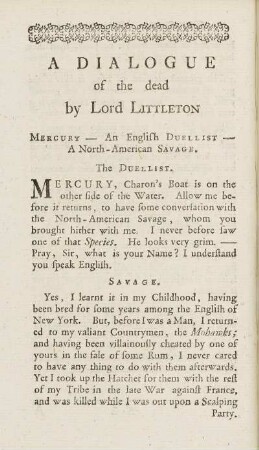 A DIALOGUE
of the dead
by Lord LITTLETON
MERCURY — An Engliſh DUELLIST —
A North-American SAVAGE.
The DUELLIST.
MERCURY, Charon's Boat is on the
other ſide of the Water. Allow me be-
fore it returns, to have ſome converſation with
the North-American Savage, whom you
brought hither with me. I never before ſaw
one of that Species. He looks very grim. —
Pray, Sir, what is your Name? I underſtand
you ſpeak Engliſh.
SAVAGE.
Yes, I learnt it in my Childhood, having
been bred for ſome years among the Engliſh of
New York. But, before I was a Man, I return-
ed to my valiant Countrymen, the Mohawks;
and having been villainouſly cheated by one of
yours in the ſale of ſome Rum, I never cared
to have any thing to do with them afterwards.
Yet I took up the Hatchet for them with the reſt
of my Tribe in the late War againſt France,
and was killed while I was out upon a Scalping
Party.